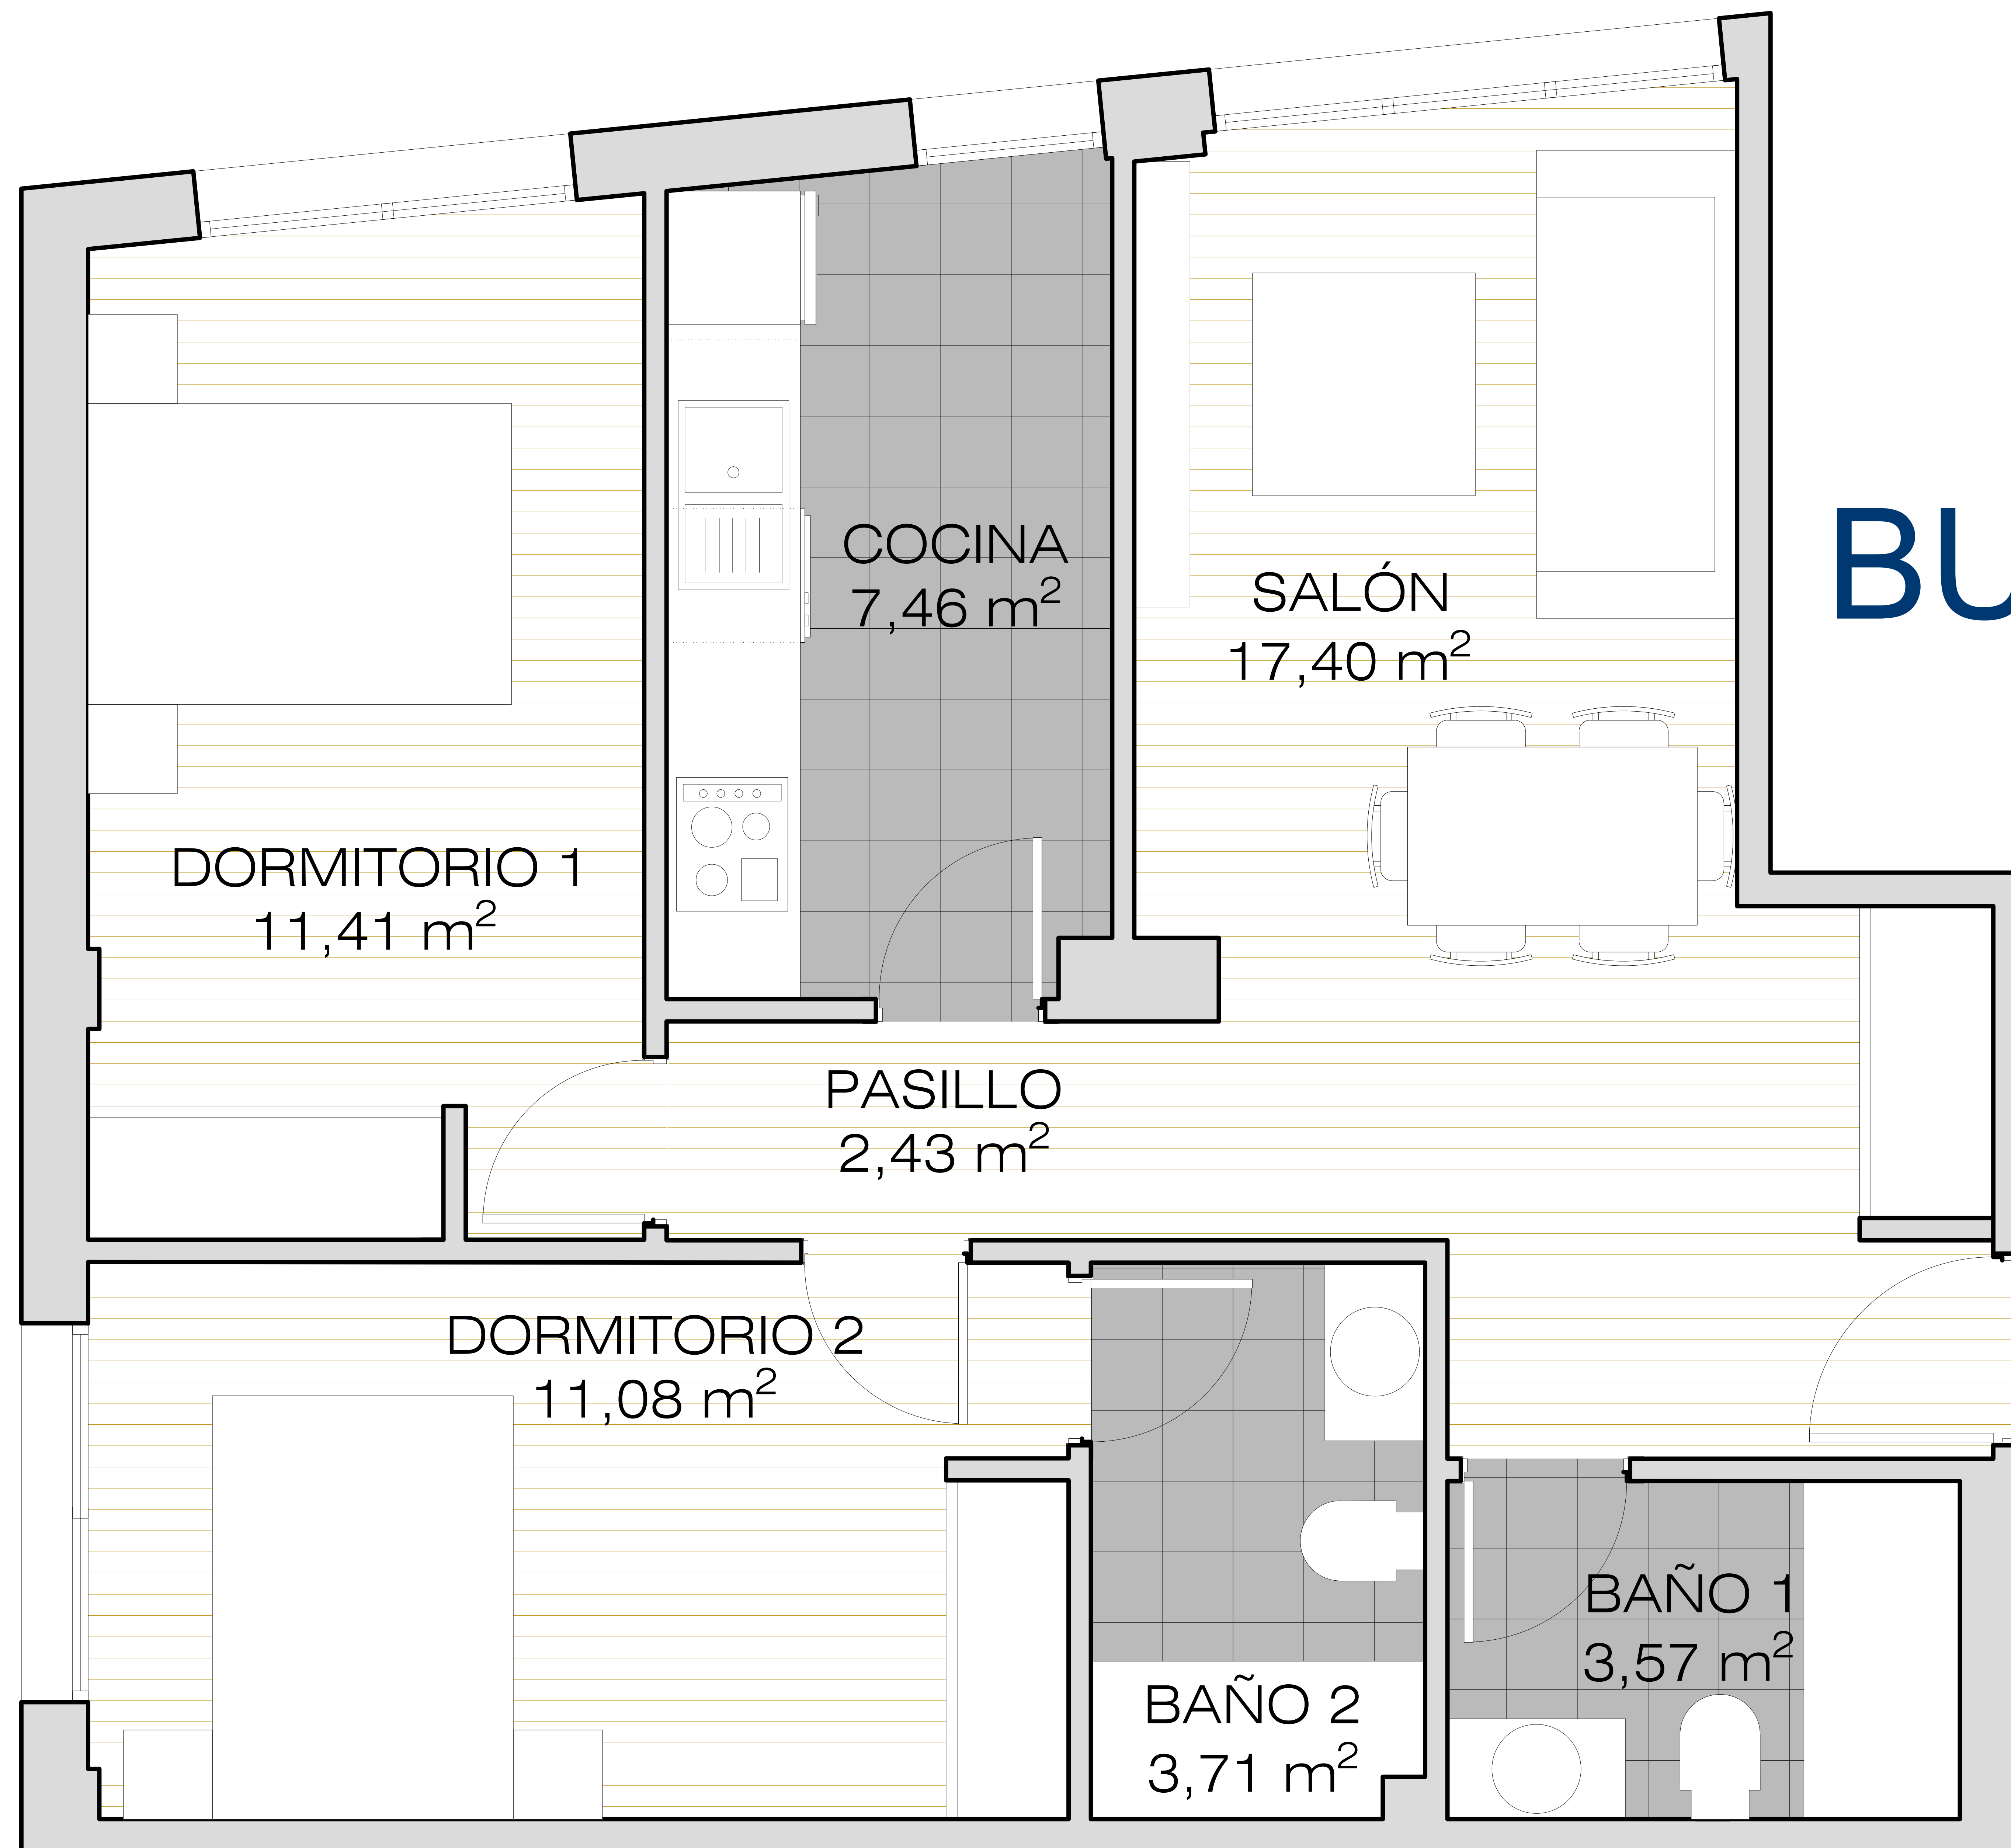 COCINA
7,46 m²
SALÓN
17,40 m²
BU
DORMITORIO 1
11,41 m²
PASILLO
2,43 m²
DORMITORIO 2
11,08 m²
BAÑO 1
3,57 m²
BAÑO 2
3,71 m²